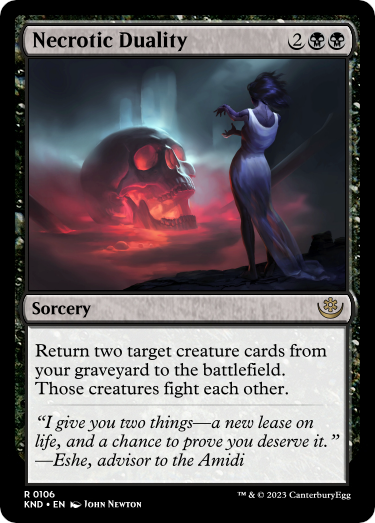 Necrotic Duality 2
Sorcery
Return two target creature cards from
your graveyard to the battlefield.
Those creatures fight each other.
“I give you two things—a new lease on
life, and a chance to prove you deserve it.”
—Eshe, advisor to the Amidi
R 0106
KND • EN John Newton
™ & © 2023 CanterburyEgg